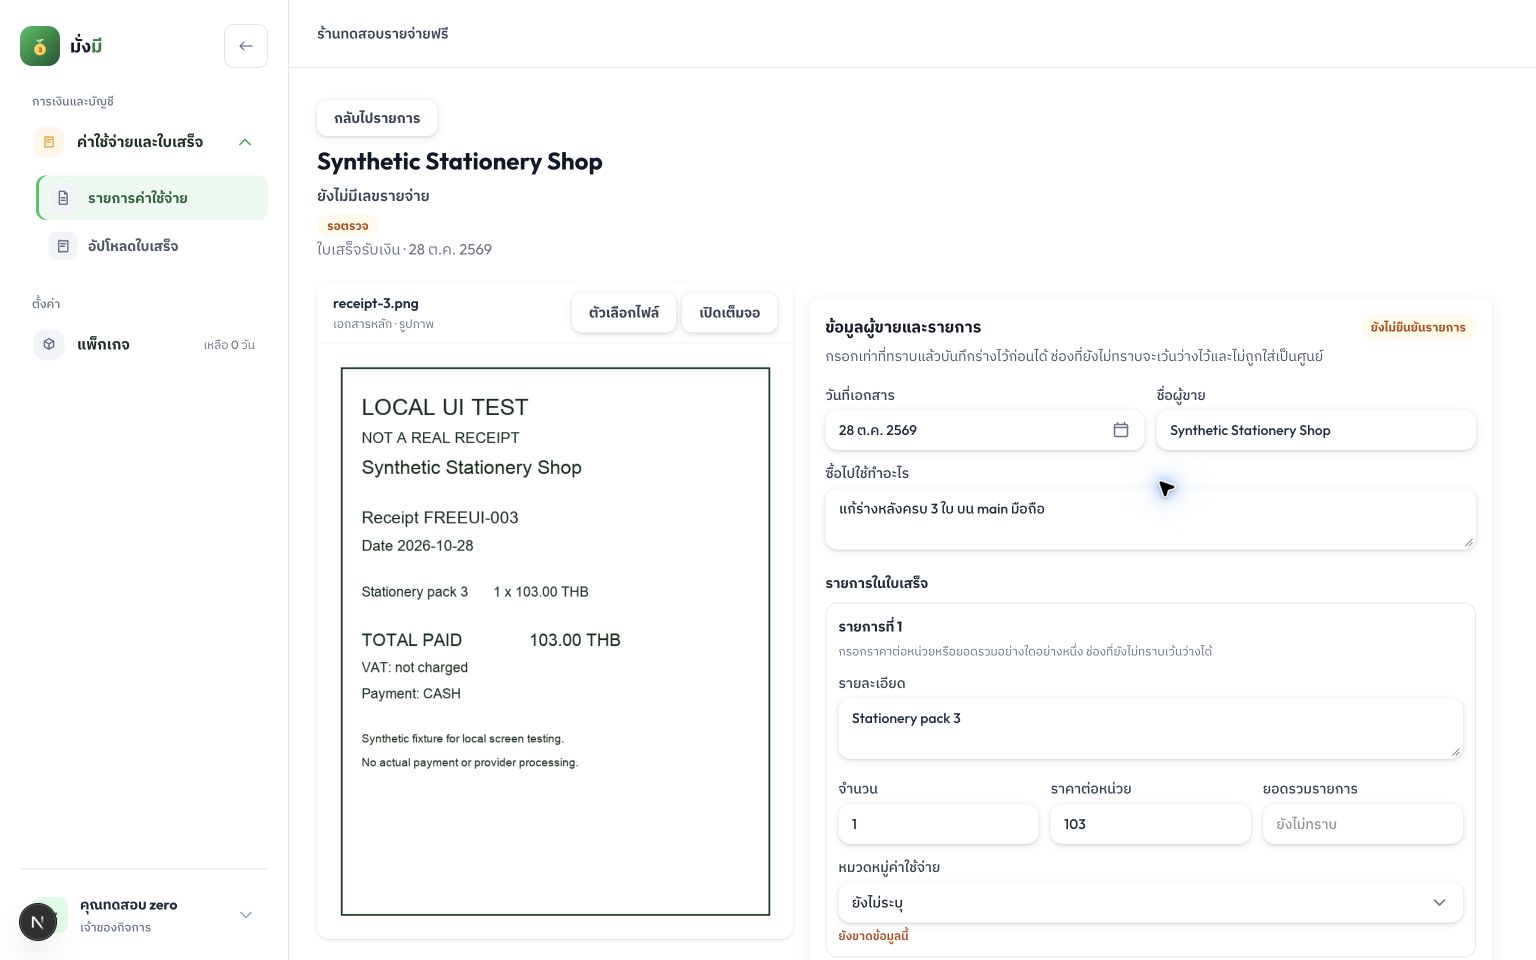 มั่งมี
การเงินและบัญชี
ค่าใช้จ่ายและใบเสร็จ
รายการค่าใช้จ่าย
อัปโหลดใบเสร็จ
ตั้งค่า
แพ็กเกจ
เหลือ 0 วัน
N
คุณทดสอบ zero
เจ้าของกิจการ
ร้านทดสอบรายจ่ายฟรี
กลับไปรายการ
Synthetic Stationery Shop
ยังไม่มีเลขรายจ่าย
รอตรวจ
ใบเสร็จรับเงิน · 28 ต.ค. 2569
receipt-3.png
เอกสารหลัก · รูปภาพ
ตัวเลือกไฟล์
เปิดเต็มจอ
LOCAL UI TEST
NOT A REAL RECEIPT
Synthetic Stationery Shop
Receipt FREEUI-003
Date 2026-10-28
Stationery pack 3 1 x 103.00 THB
TOTAL PAID 103.00 THB
VAT: not charged
Payment: CASH
Synthetic fixture for local screen testing.
No actual payment or provider processing.
ข้อมูลผู้ขายและรายการ
ยังไม่ยืนยันรายการ
กรอกเท่าที่ทราบแล้วบันทึกร่างไว้ก่อนได้ ช่องที่ยังไม่ทราบจะเว้นว่างไว้และไม่ถูกใส่เป็นศูนย์
วันที่เอกสาร
28 ต.ค. 2569
ชื่อผู้ขาย
Synthetic Stationery Shop
ซื้อไปใช้ทำอะไร
แก้ร่างหลังครบ 3 ใบ บน main มือถือ
รายการในใบเสร็จ
รายการที่ 1
กรอกราคาต่อหน่วยหรือยอดรวมอย่างใดอย่างหนึ่ง ช่องที่ยังไม่ทราบเว้นว่างได้
รายละเอียด
Stationery pack 3
จำนวน
1
ราคาต่อหน่วย
103
ยอดรวมรายการ
ยังไม่ทราบ
หมวดหมู่ค่าใช้จ่าย
ยังไม่ระบุ
ยังขาดข้อมูลนี้